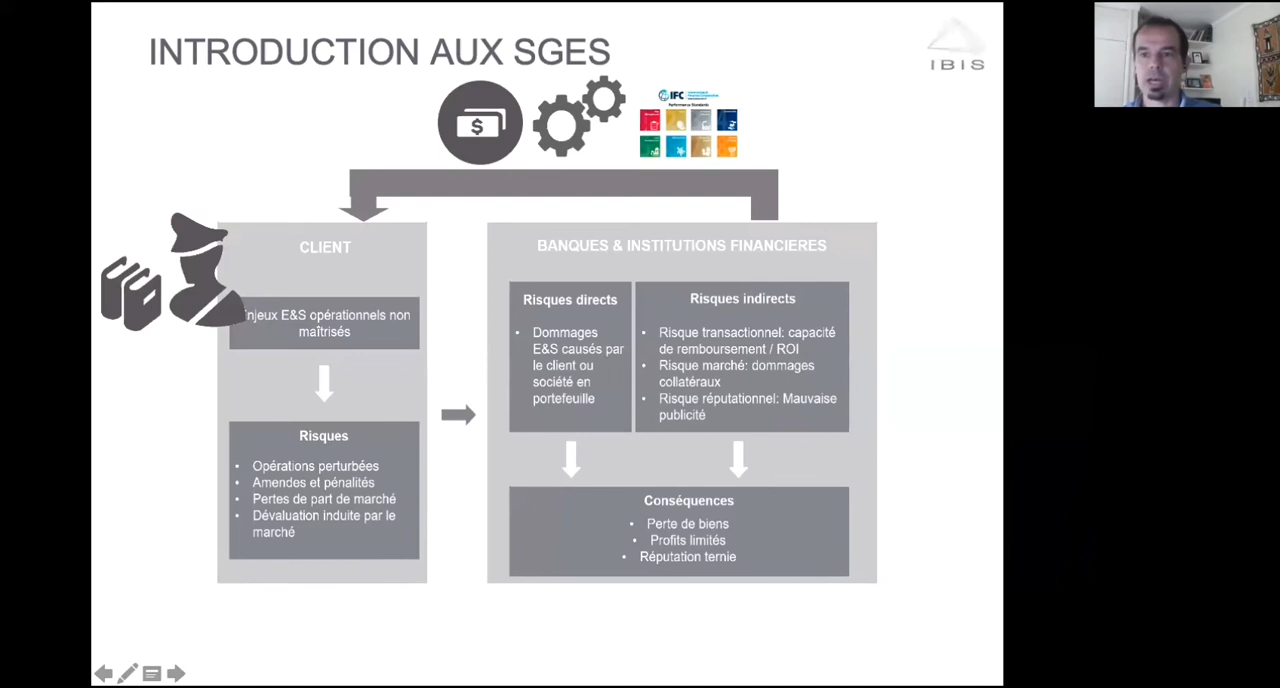 INTRODUCTION AUX SGES
IBIS
$
IFC
Performance Standards
CLIENT
Enjeux E&S opérationnels non
maîtrisés
Risques
• Opérations perturbées
• Amendes et pénalités
• Pertes de part de marché
• Dévaluation induite par le
marché
BANQUES & INSTITUTIONS FINANCIERES
Risques directs
• Dommages
E&S causés par
le client ou
société en
portefeuille
Risques indirects
• Risque transactionnel: capacité
de remboursement / ROI
• Risque marché: dommages
collatéraux
• Risque réputationnel: Mauvaise
publicité
Conséquences
• Perte de biens
• Profits limités
• Réputation ternie